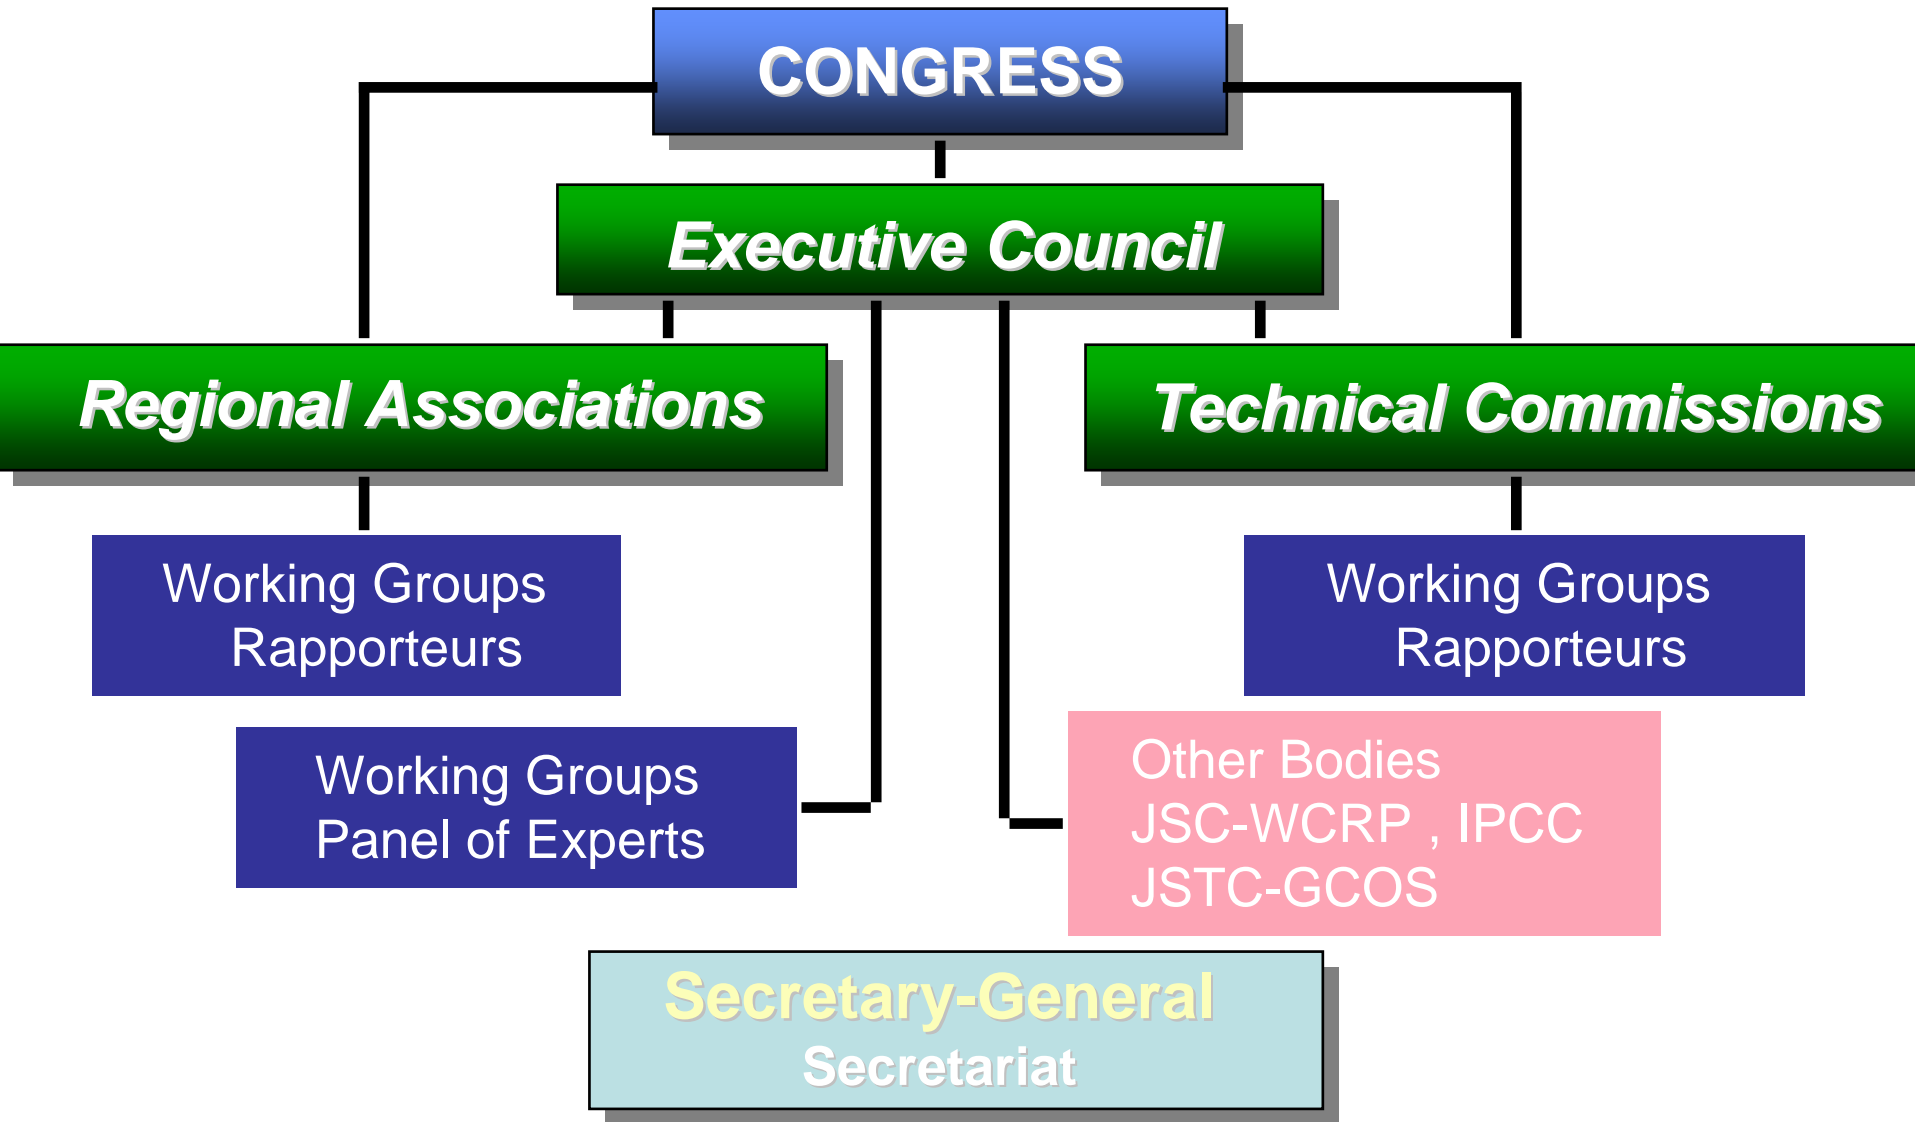 CONGRESS
Executive Council
Regional Associations
Technical Commissions
Working Groups
Rapporteurs
Working Groups
Rapporteurs
Working Groups
Panel of Experts
Other Bodies
JSC-WCRP , IPCC
JSTC-GCOS
Secretary-General
Secretariat